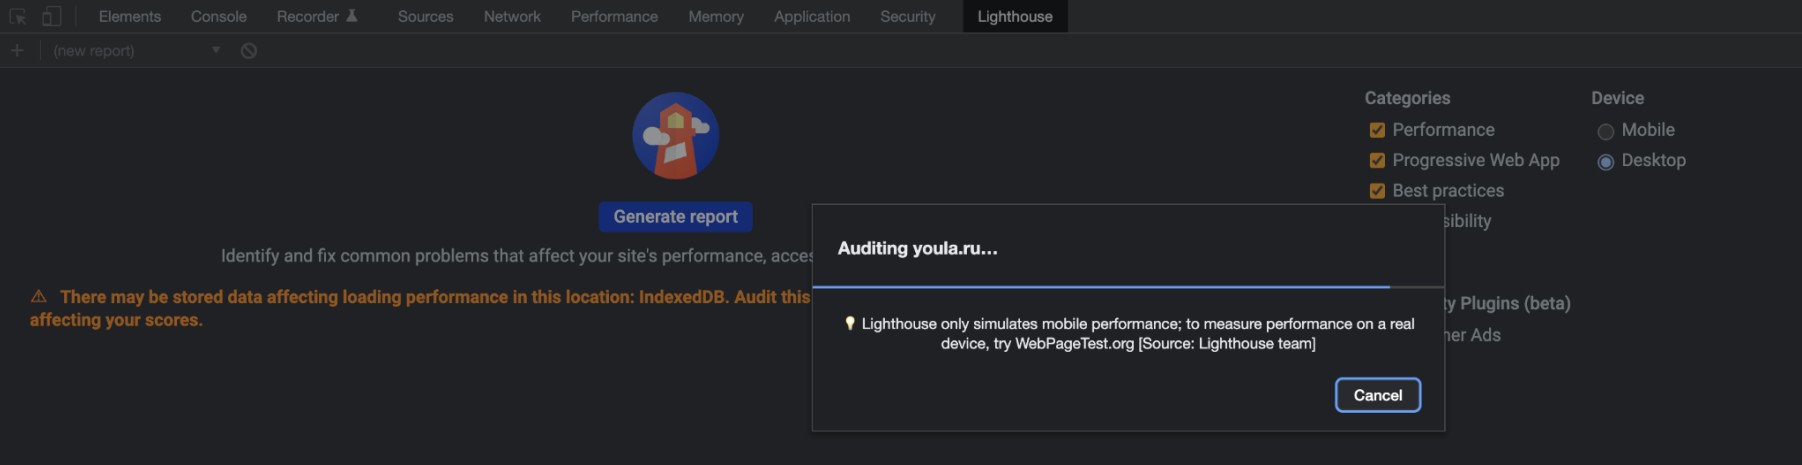 Elements Console Recorder Sources Network Performance Memory Application Security Lighthouse
(new report)
Categories Device
Performance Mobile
Progressive Web App Desktop
Best practices
sibility
Generate report
Auditing youla.ru...
Identify and fix common problems that affect your site's performance, acces
⚠ There may be stored data affecting loading performance in this location: IndexedDB. Audit this
affecting your scores.
ty Plugins (beta)
💡 Lighthouse only simulates mobile performance; to measure performance on a real
device, try WebPageTest.org [Source: Lighthouse team]
her Ads
Cancel